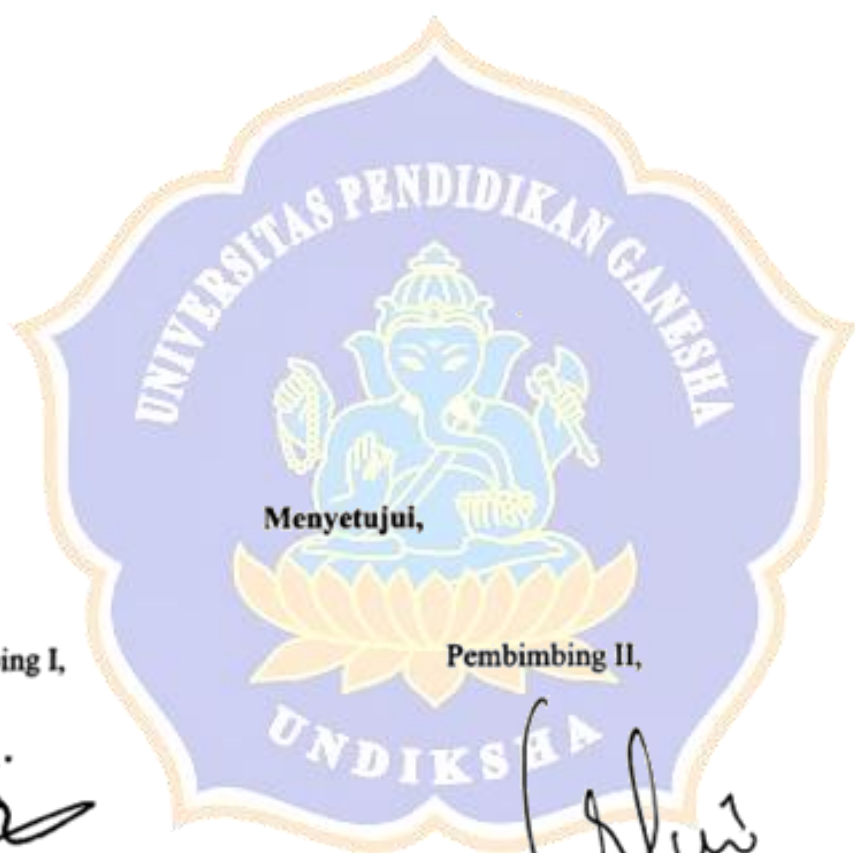 UNIVERSITAS PENDIDIKAN GANESHA
Menyetujui,
ing I,
Pembimbing II,
UNDIKSHA